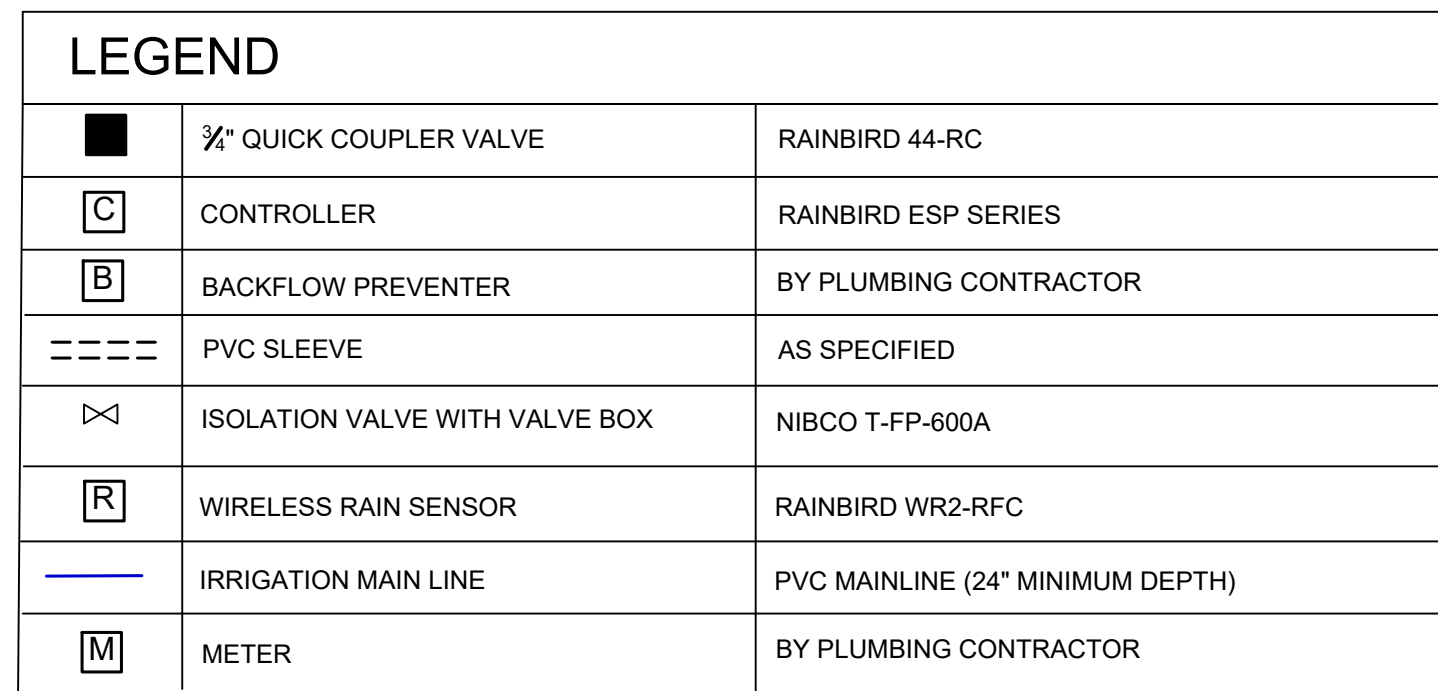 LEGEND
¾" QUICK COUPLER VALVE RAINBIRD 44-RC
C CONTROLLER RAINBIRD ESP SERIES
B BACKFLOW PREVENTER BY PLUMBING CONTRACTOR
PVC SLEEVE AS SPECIFIED
ISOLATION VALVE WITH VALVE BOX NIBCO T-FP-600A
R WIRELESS RAIN SENSOR RAINBIRD WR2-RFC
IRRIGATION MAIN LINE PVC MAINLINE (24" MINIMUM DEPTH)
M METER BY PLUMBING CONTRACTOR